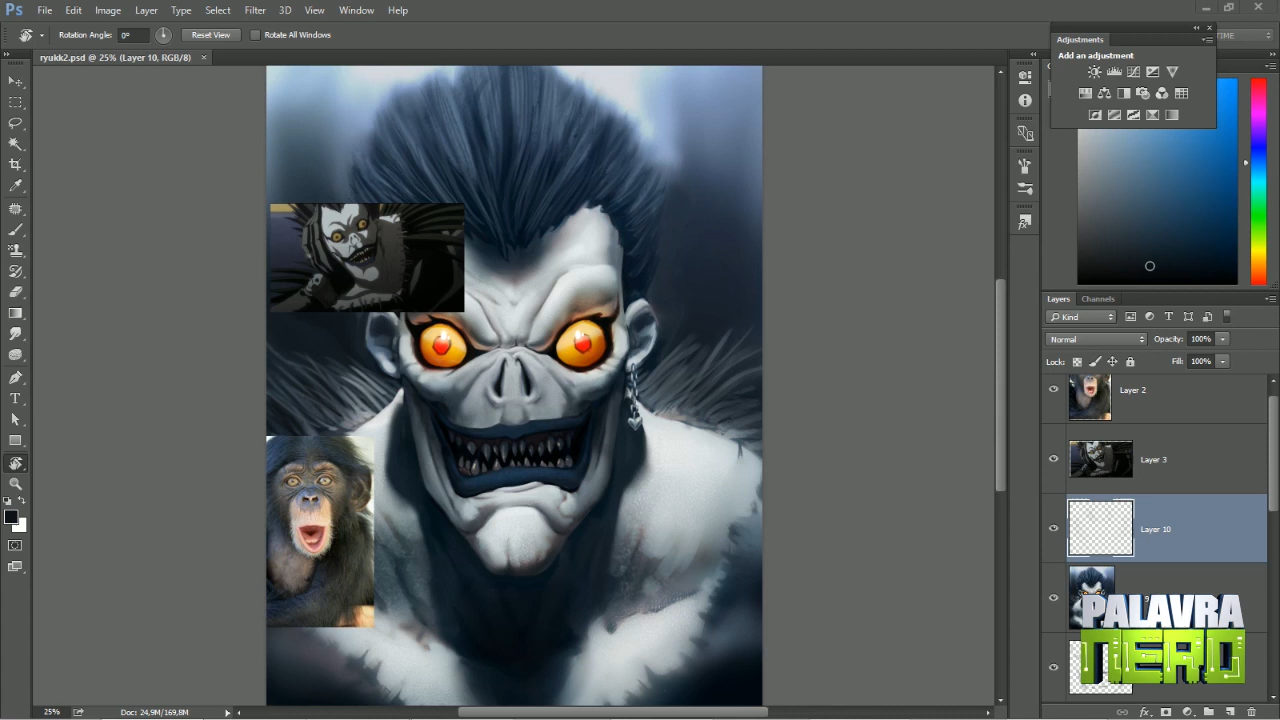 Ps File Edit Image Layer Type Select Filter 3D View Window Help
Rotation Angle: 0° Reset View Rotate All Windows
TIME
ryukk2.psd @ 25% (Layer 10, RGB/8) ×
Adjustments
Add an adjustment
Layers Channels
Kind
Normal Opacity: 100%
Lock: Fill: 100%
Layer 2
Layer 3
Layer 10
PALAVRA
NERD
25% Doc: 24,9M/169,8M